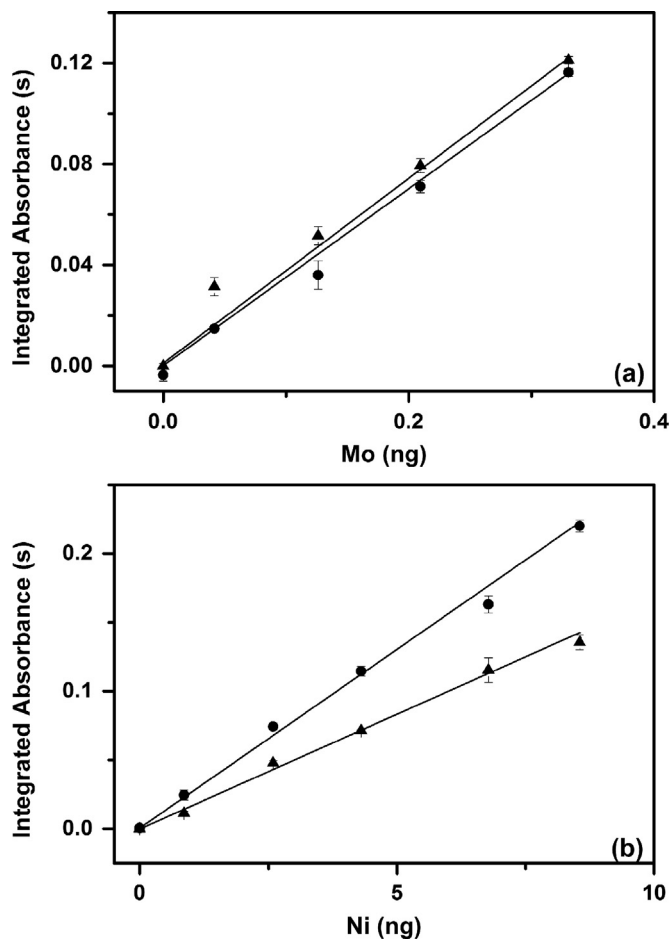 0.12
0.08
0.04
0.00
Integrated Absorbance (s)
(a)
0.0 0.2 0.4
Mo (ng)
0.2
0.1
0.0
Integrated Absorbance (s)
(b)
0 5 10
Ni (ng)